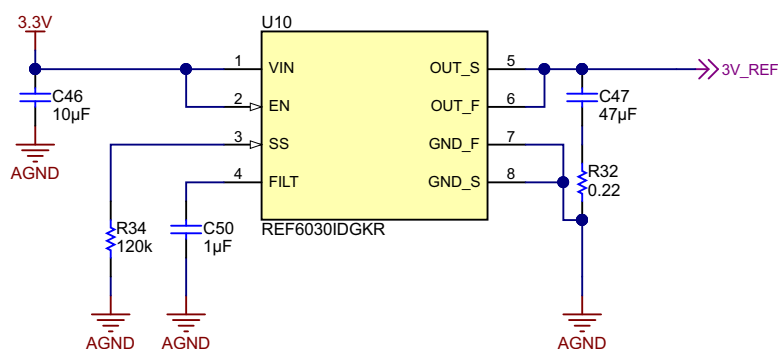 3.3V
U10
1
VIN
OUT_S
5
3V_REF
C46
10µF
2
EN
OUT_F
6
C47
47µF
3
SS
GND_F
7
AGND
4
FILT
GND_S
8
R32
0.22
R34
120k
C50
1µF
REF6030IDGKR
AGND
AGND
AGND